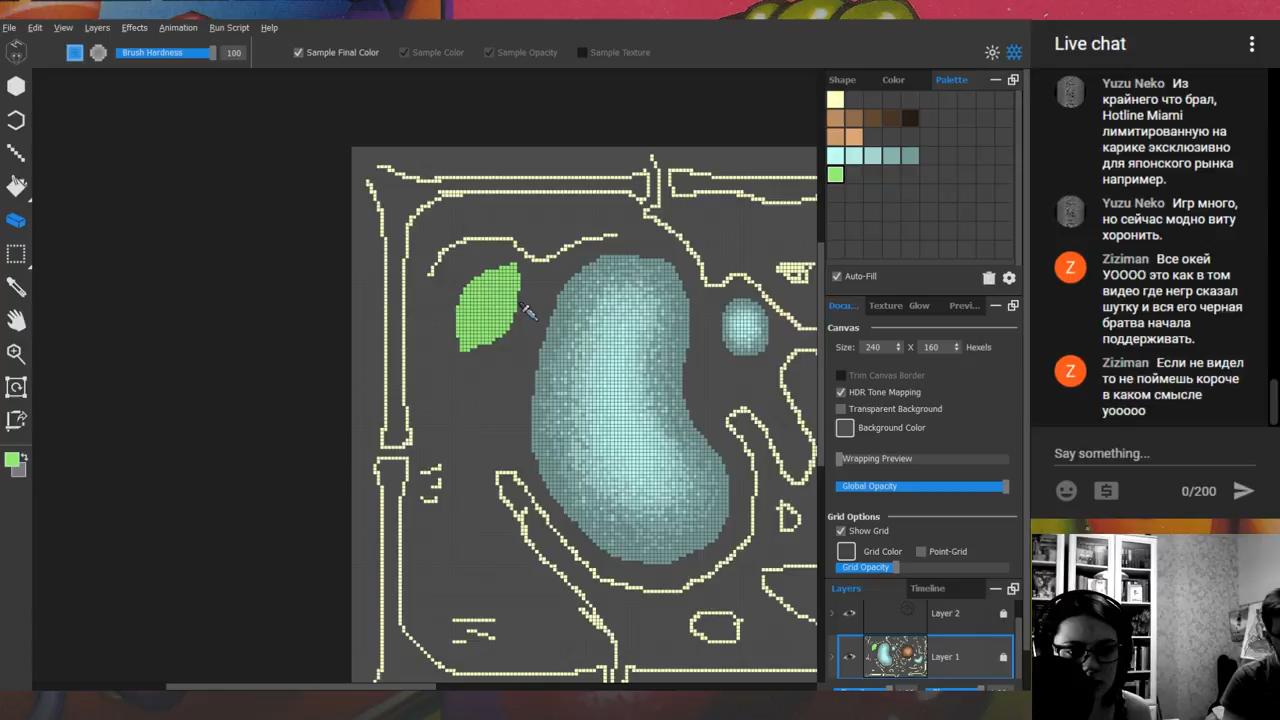 File Edit View Layers Effects Animation Run Script Help
Brush Hardness 100 Sample Final Color Sample Color Sample Opacity Sample Texture
Shape Color Palette
Auto-Fill
Docu... Texture Glow Previ...
Canvas
Size: 240 X 160 Hexels
Trim Canvas Border
HDR Tone Mapping
Transparent Background
Background Color
Wrapping Preview
Global Opacity
Grid Options
Show Grid
Grid Color Point-Grid
Grid Opacity
Layers Timeline
Layer 2
Layer 1
Live chat
Yuzu Neko Из
крайнего что брал,
Hotline Miami
лимитированную на
карике эксклюзивно
для японского рынка
например.
Yuzu Neko Игр много,
но сейчас модно виту
хоронить.
Z Ziziman Все окей
УОООО это как в том
видео где негр сказал
шутку и вся его черная
братва начала
поддерживать.
Z Ziziman Если не видел
то не поймешь короче
в каком смысле
уооооо
Say something...
0/200